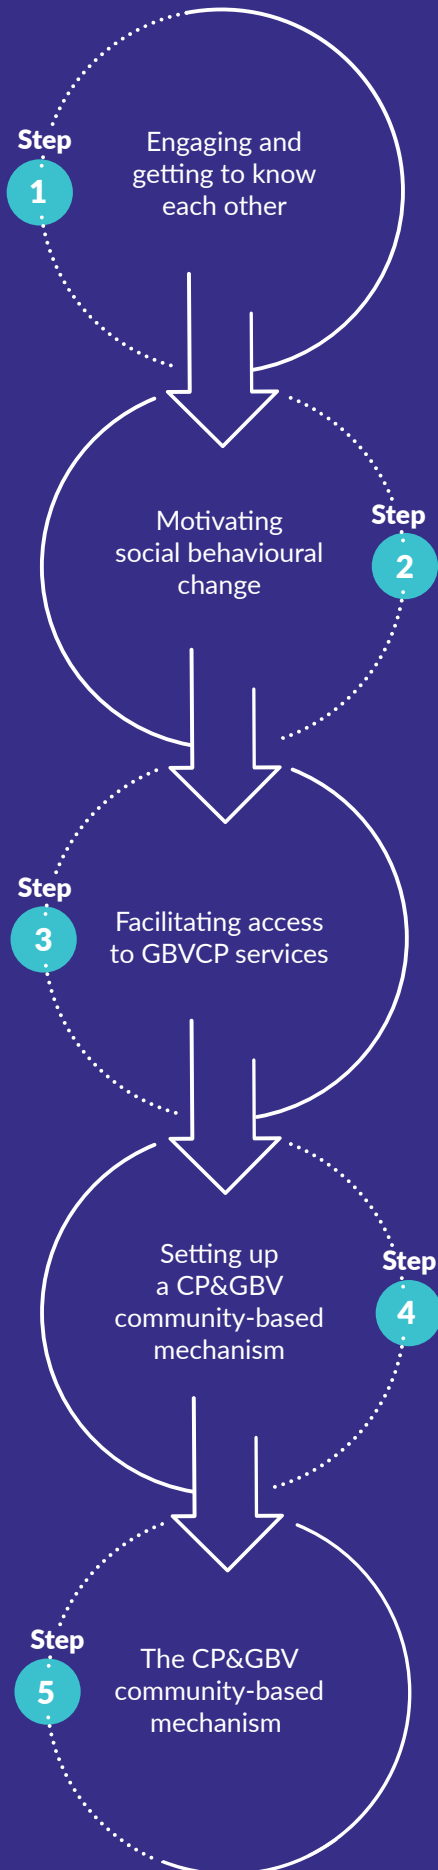 Step
1
Engaging and
getting to know
each other
Step
2
Motivating
social behavioural
change
Step
3
Facilitating access
to GBVCP services
Step
4
Setting up
a CP&GBV
community-based
mechanism
Step
5
The CP&GBV
community-based
mechanism